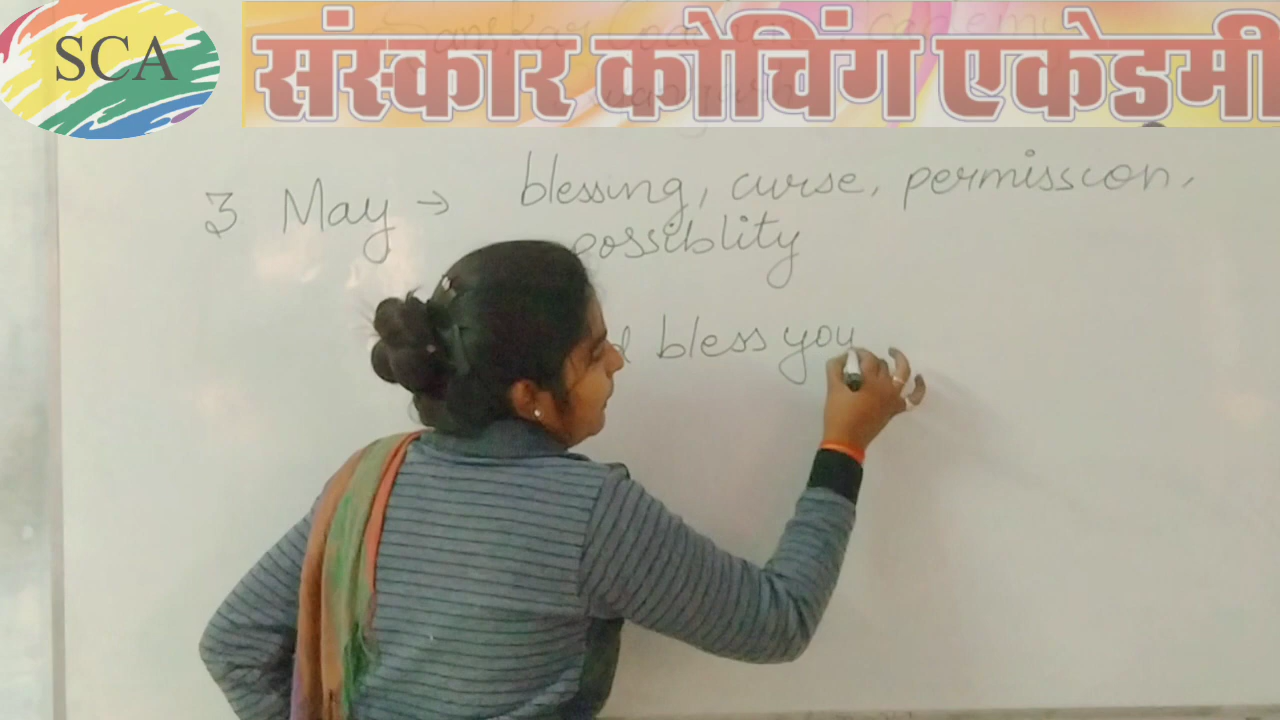 SCA
संस्कार कोचिंग एकेडमी
3 May → blessing, curse, permission,
possiblity
bless you